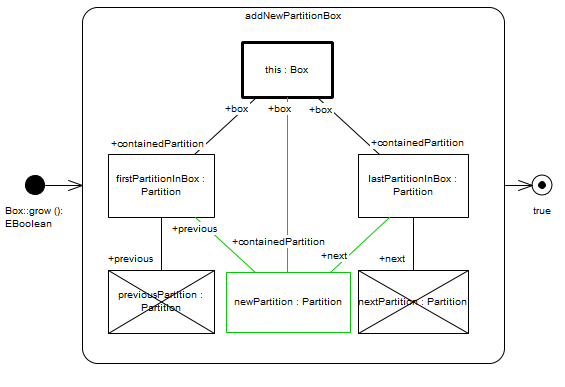 addNewPartitionBox
this : Box
+box
+box
+box
+containedPartition
+containedPartition
firstPartitionInBox :
Partition
lastPartitionInBox :
Partition
Box::grow ():
EBoolean
true
+previous
+containedPartition
+previous
+next
+next
previousPartition :
Partition
newPartition : Partition
nextPartition : Partition